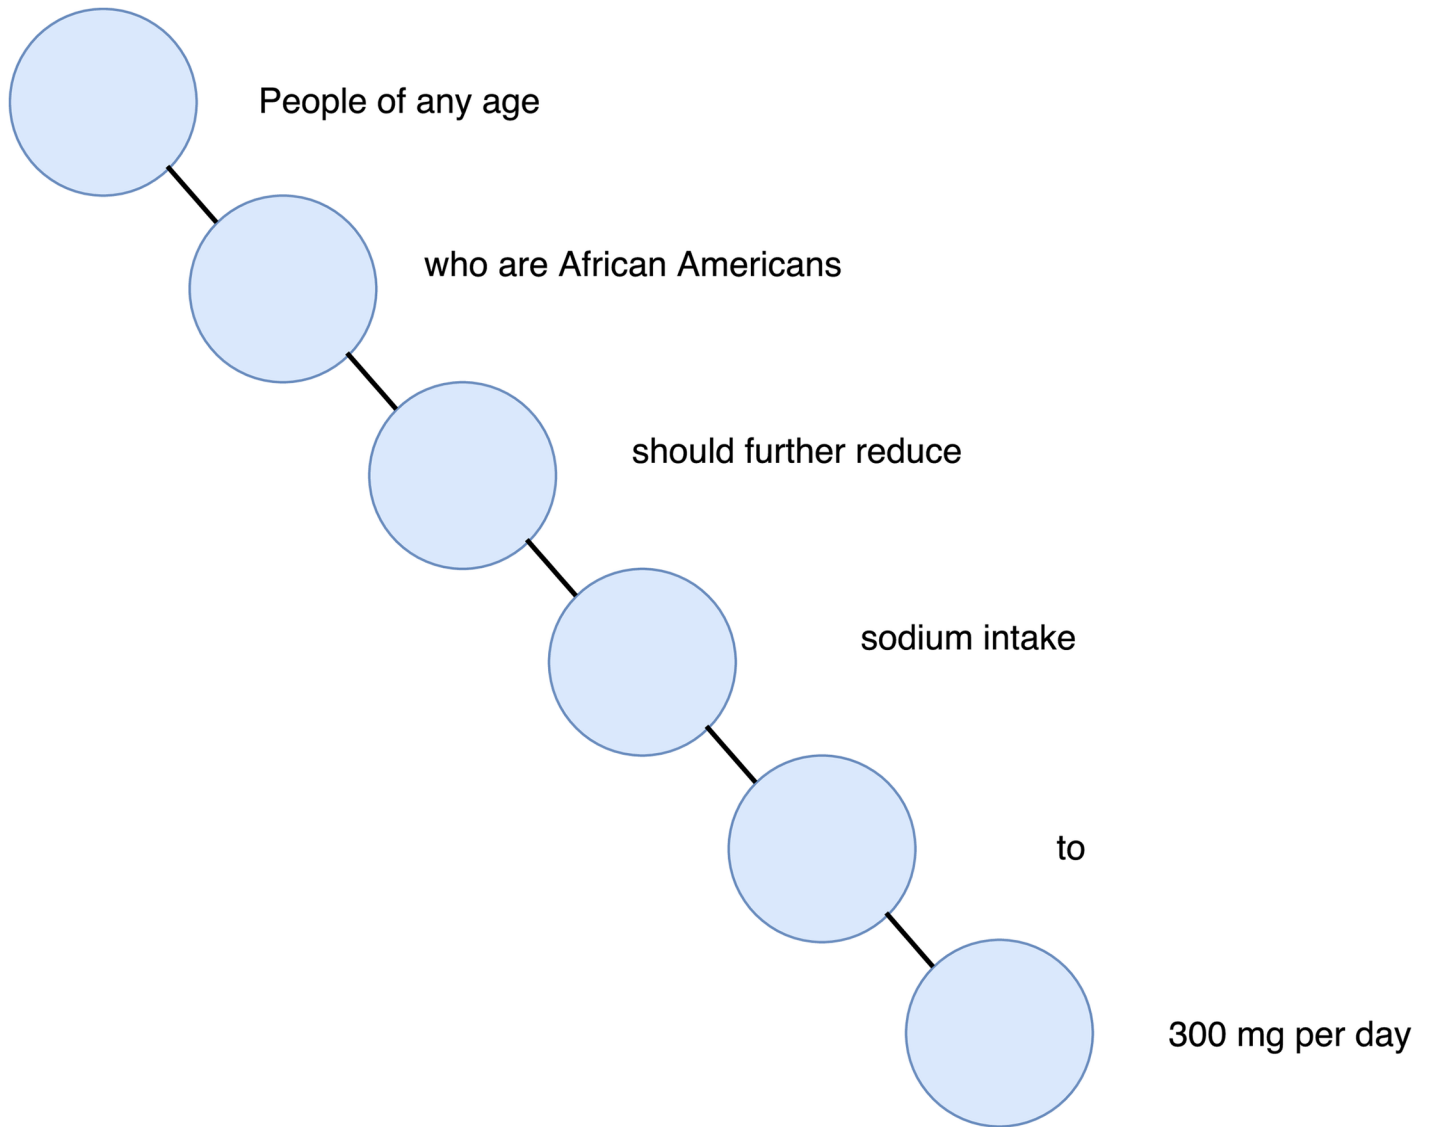 People of any age
who are African Americans
should further reduce
sodium intake
to
300 mg per day